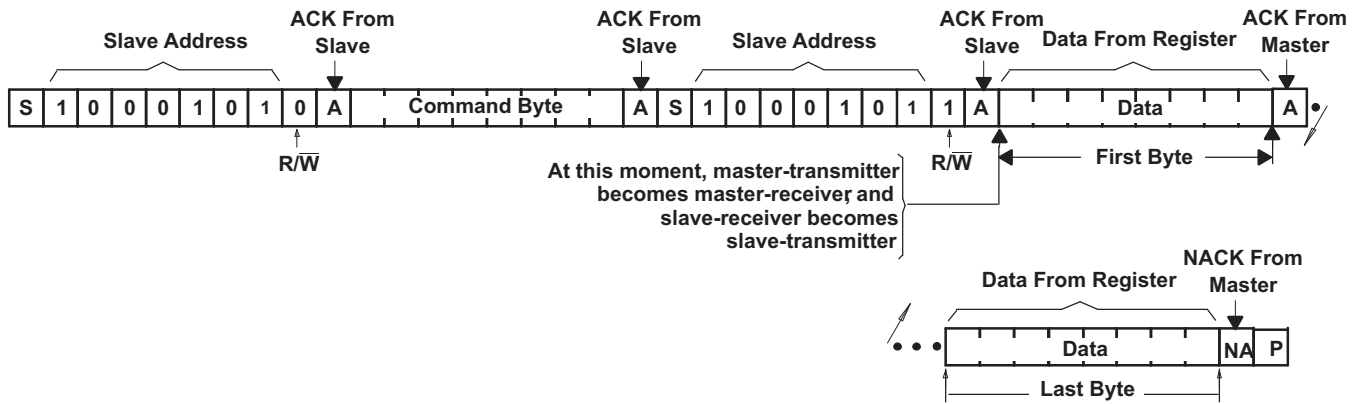 ACK From
Slave
ACK From
Slave
ACK From
Slave
ACK From
Master
Slave Address
Slave Address
Data From Register
S 1 0 0 0 1 0 1 0 A Command Byte A S 1 0 0 0 1 0 1 1 A Data A
R/W̅
R/W̅
First Byte
At this moment, master-transmitter
becomes master-receiver, and
slave-receiver becomes
slave-transmitter
NACK From
Master
Data From Register
Data NA P
Last Byte